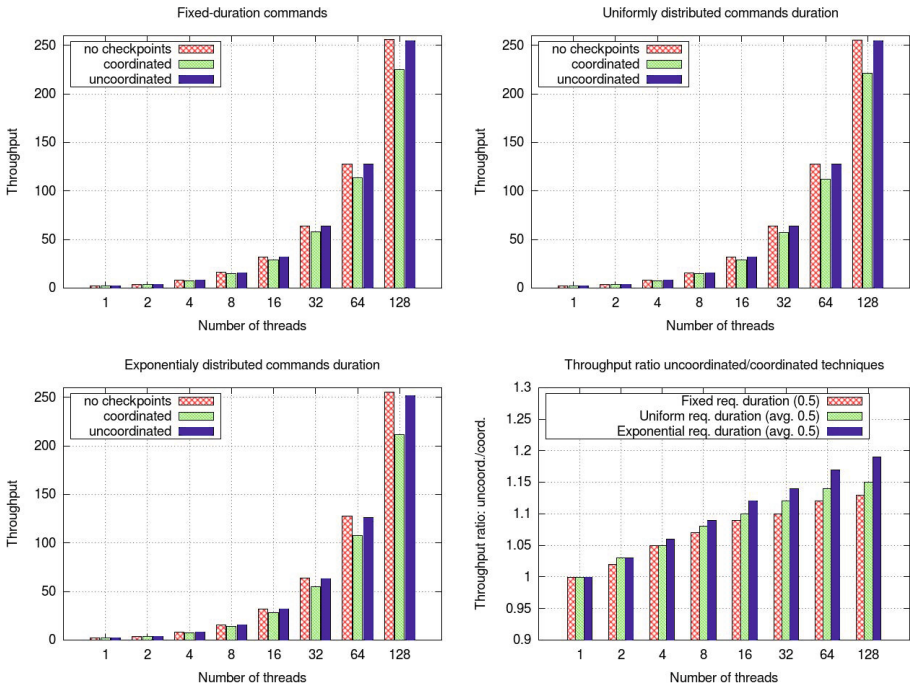 Fixed-duration commands
no checkpoints
coordinated
uncoordinated
Throughput
250
200
150
100
50
0
1 2 4 8 16 32 64 128
Number of threads
Uniformly distributed commands duration
no checkpoints
coordinated
uncoordinated
Throughput
250
200
150
100
50
0
1 2 4 8 16 32 64 128
Number of threads
Exponentialy distributed commands duration
no checkpoints
coordinated
uncoordinated
Throughput
250
200
150
100
50
0
1 2 4 8 16 32 64 128
Number of threads
Throughput ratio uncoordinated/coordinated techniques
Fixed req. duration (0.5)
Uniform req. duration (avg. 0.5)
Exponential req. duration (avg. 0.5)
Throughput ratio: uncoord./coord.
1.3
1.25
1.2
1.15
1.1
1.05
1
0.95
0.9
1 2 4 8 16 32 64 128
Number of threads